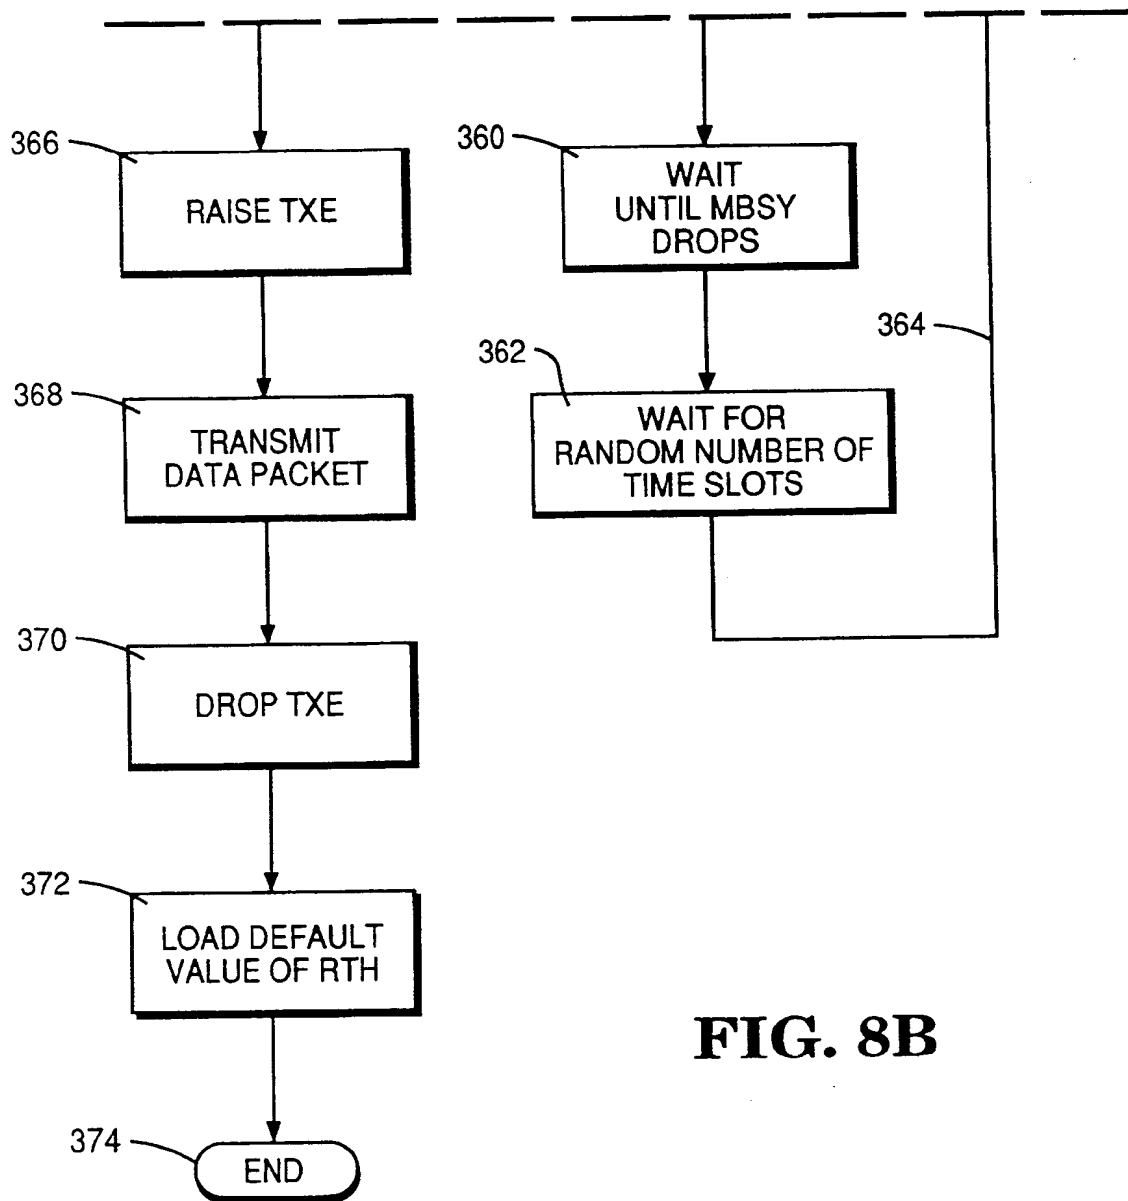 366
RAISE TXE
368
TRANSMIT
DATA PACKET
370
DROP TXE
372
LOAD DEFAULT
VALUE OF RTH
374
END
360
WAIT
UNTIL MBSY
DROPS
362
WAIT FOR
RANDOM NUMBER OF
TIME SLOTS
364
FIG. 8B